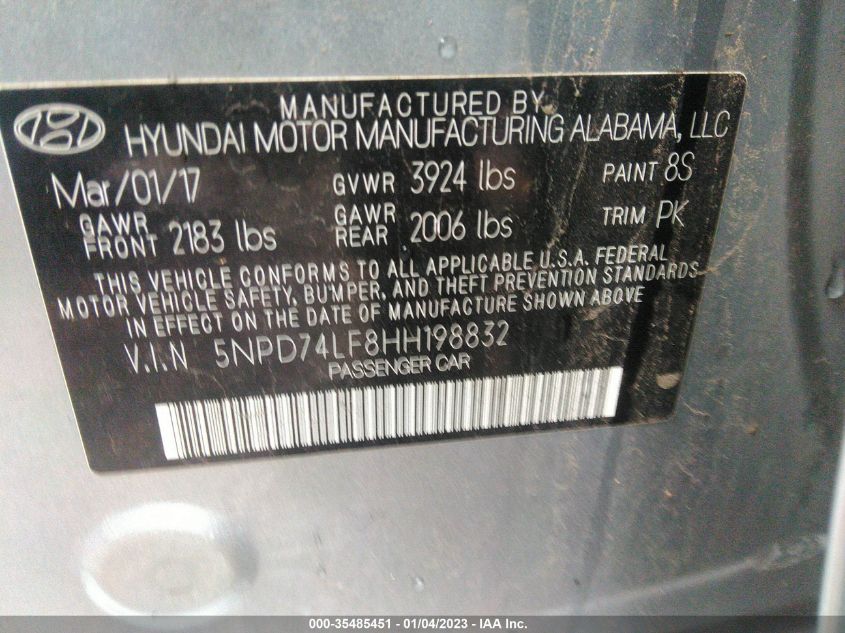 MANUFACTURED BY
HYUNDAI MOTOR MANUFACTURING ALABAMA, LLC
Mar/01/17 GVWR 3924 lbs PAINT 8S
GAWR FRONT 2183 lbs GAWR REAR 2006 lbs TRIM PK
THIS VEHICLE CONFORMS TO ALL APPLICABLE U.S.A. FEDERAL
MOTOR VEHICLE SAFETY, BUMPER, AND THEFT PREVENTION STANDARDS
IN EFFECT ON THE DATE OF MANUFACTURE SHOWN ABOVE
V.I.N 5NPD74LF8HH198832
PASSENGER CAR
000-35485451 - 01/04/2023 - IAA Inc.